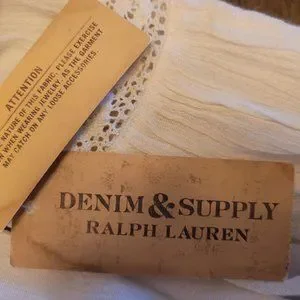 ATTENTION
NATURE OF THIS FABRIC, PLEASE EXERCISE
WHEN WEARING JEWELRY, AS THE GARMENT
MAY CATCH ON ANY LOOSE ACCESSORIES.
DENIM & SUPPLY
RALPH LAUREN